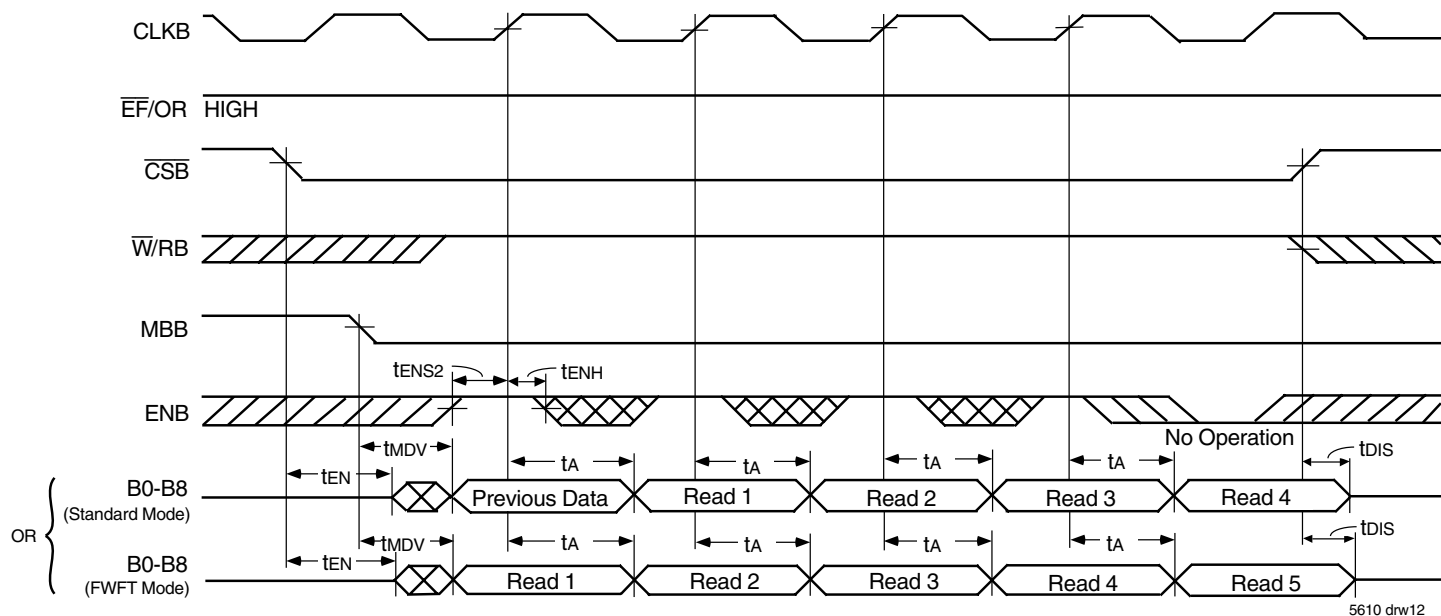 CLKB
EF/OR HIGH
CSB
W/RB
MBB
tENS2 tENH
ENB
No Operation
tMDV
tEN tA tA tA tA tDIS
B0-B8
(Standard Mode)
Previous Data Read 1 Read 2 Read 3 Read 4
OR
tMDV tDIS
tEN tA tA tA tA
B0-B8
(FWFT Mode)
Read 1 Read 2 Read 3 Read 4 Read 5
5610 drw12